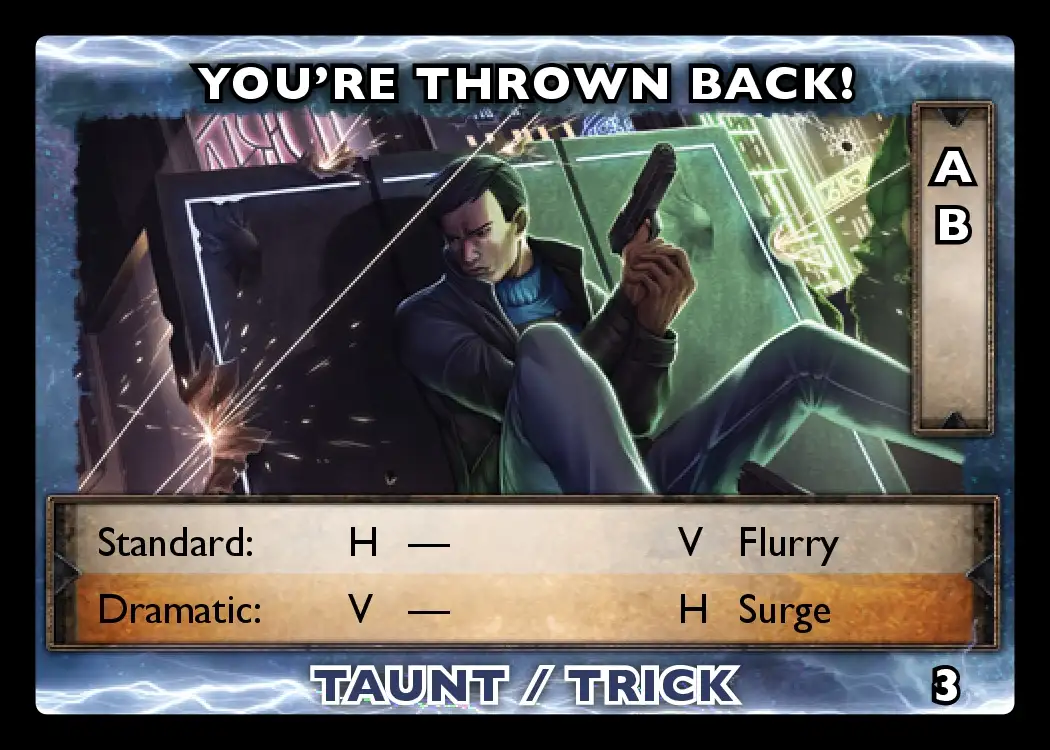 YOU'RE THROWN BACK!
A
B
Standard: H — V Flurry
Dramatic: V — H Surge
TAUNT / TRICK
3